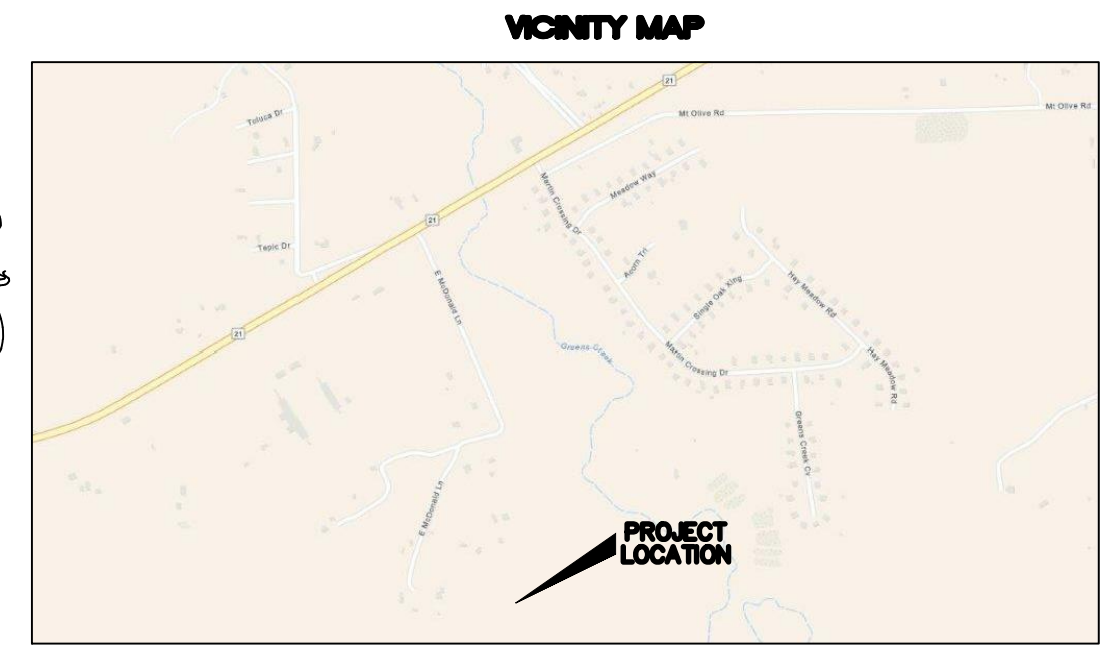 VICINITY MAP
21
Mt Olive Rd
Mt Olive Rd
Toluca Dr
Martin Crossing Dr
Meadow Way
21
Tepic Dr
Acorn Trl
E McDonald Ln
Single Oak Xing
Hay Meadow Rd
21
Greens Creek
Martin Crossing Dr
Hay Meadow Rd
Greens Creek Cv
E McDonald Ln
PROJECT
LOCATION